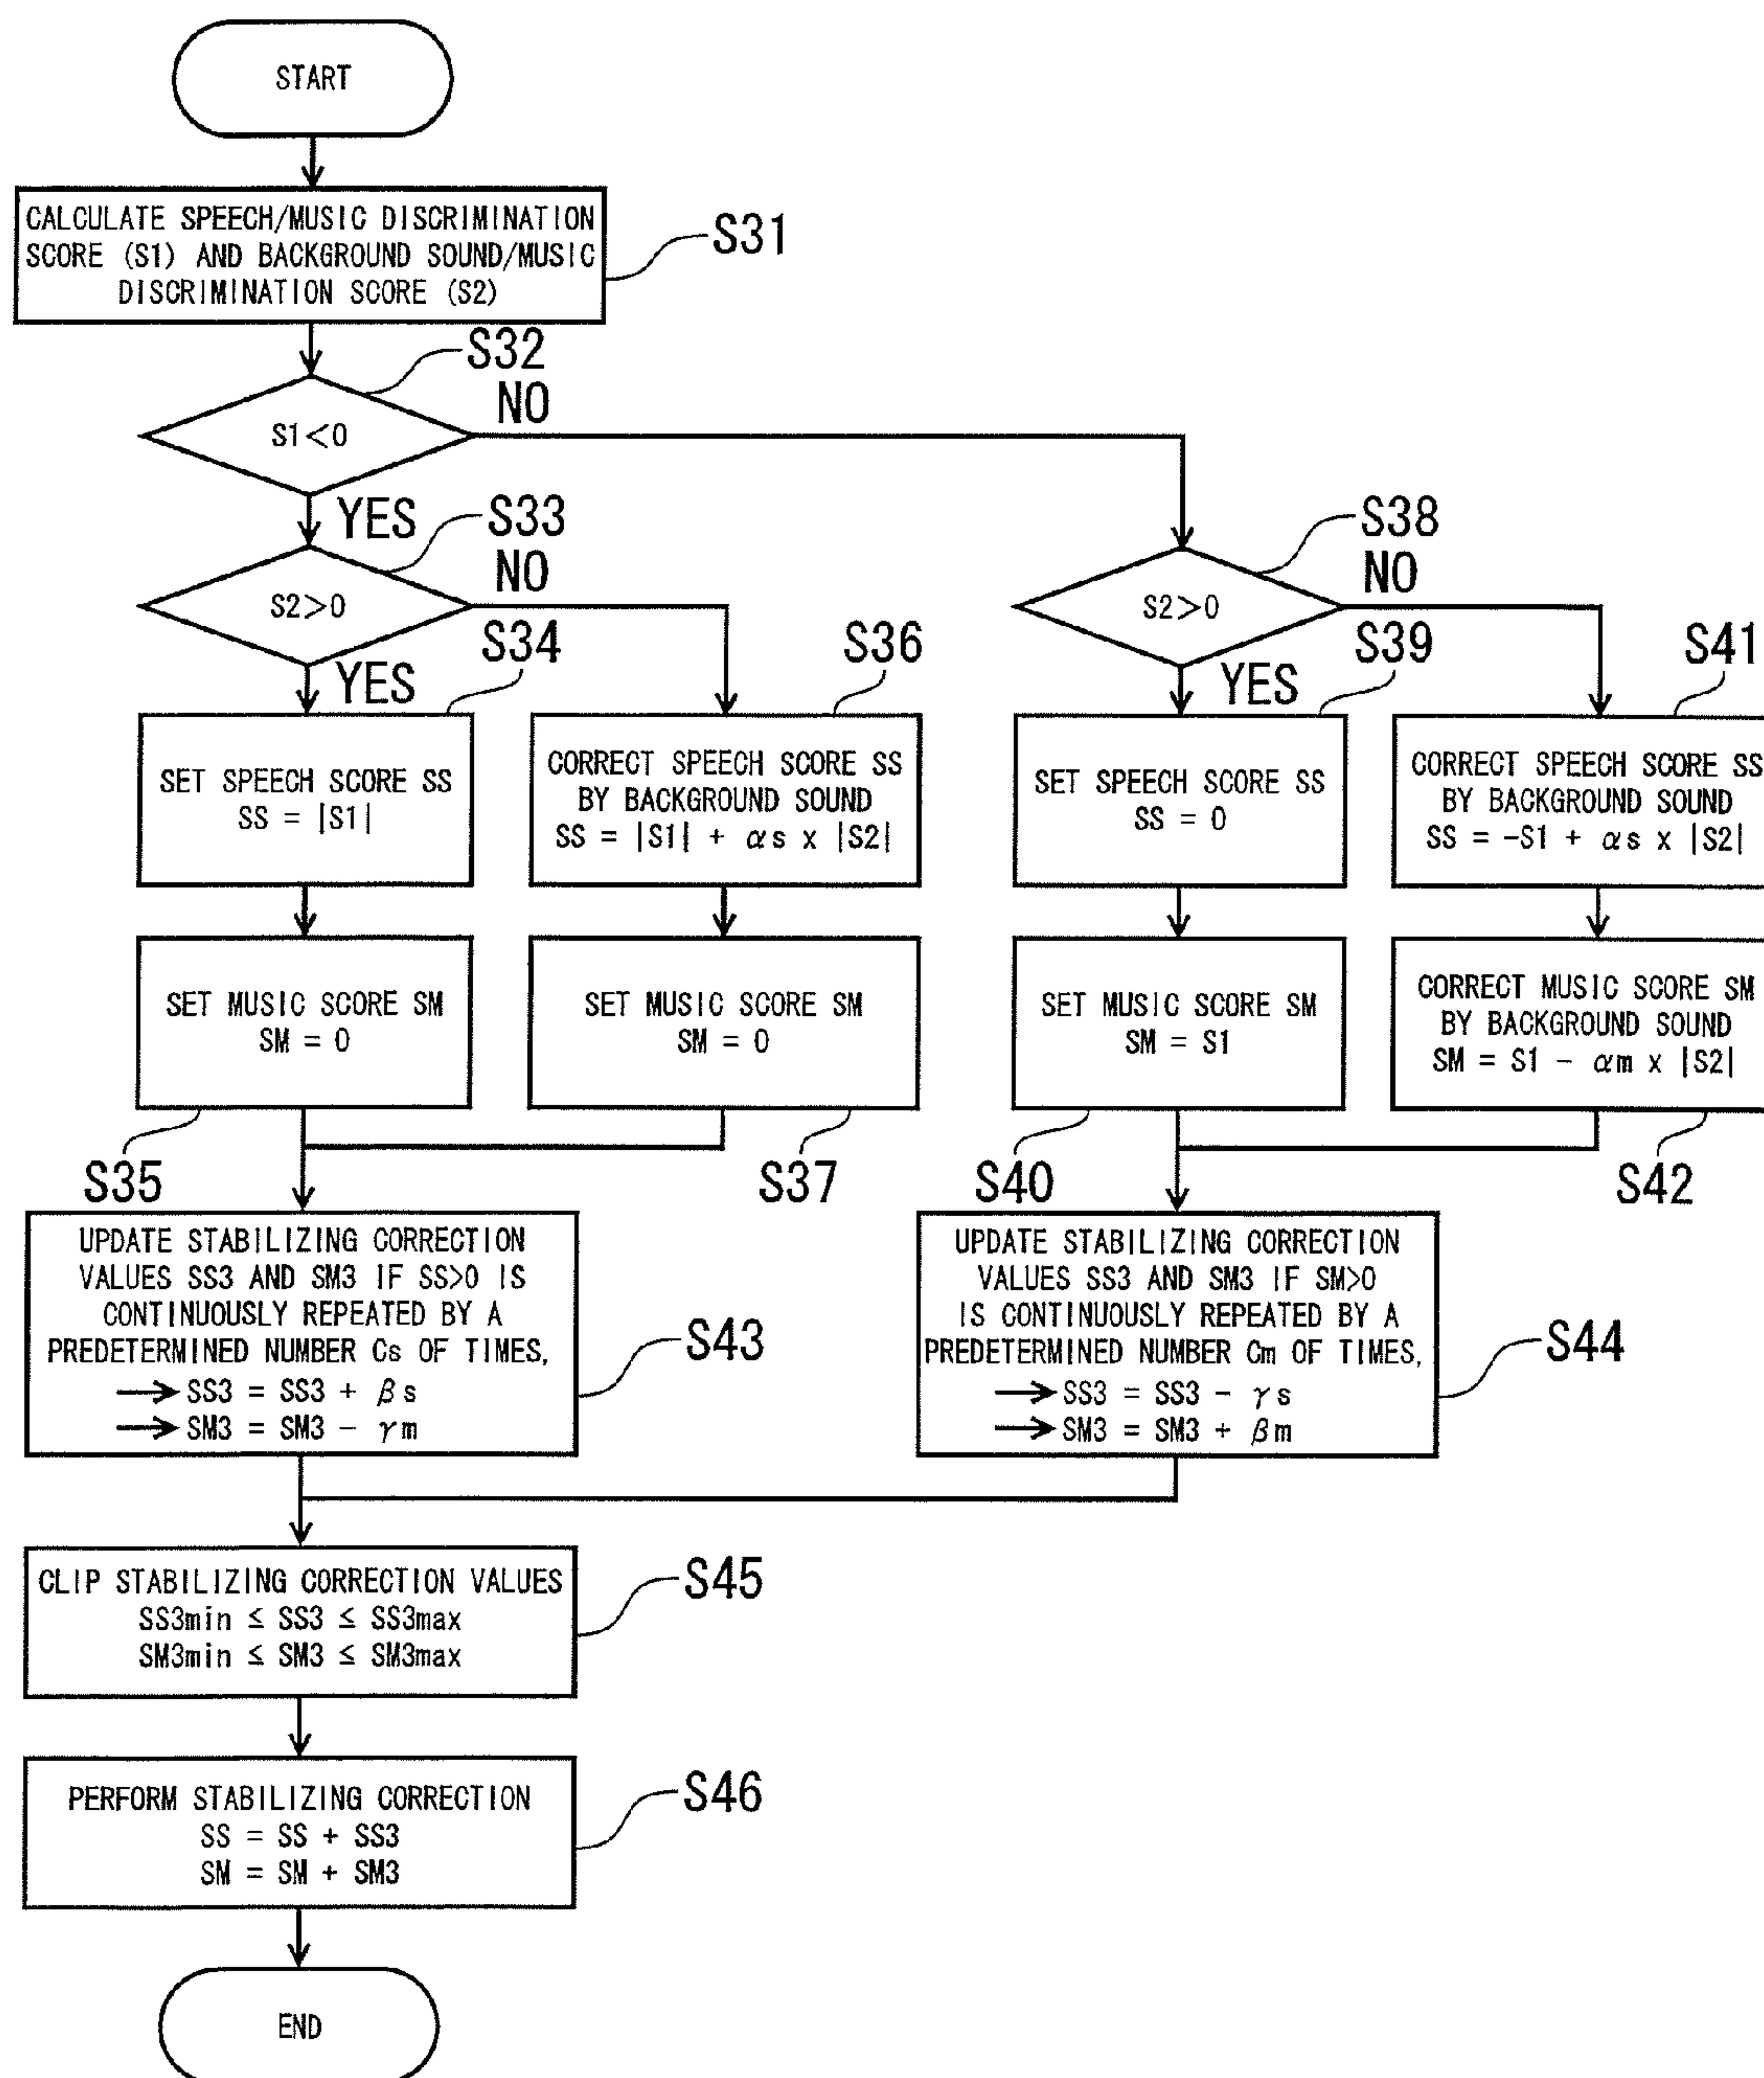 START
CALCULATE SPEECH/MUSIC DISCRIMINATION
SCORE (S1) AND BACKGROUND SOUND/MUSIC
DISCRIMINATION SCORE (S2)
S31
S32
S1<0
NO
YES
S33
S2>0
NO
YES
S38
S2>0
NO
YES
S34
SET SPEECH SCORE SS
SS = |S1|
S36
CORRECT SPEECH SCORE SS
BY BACKGROUND SOUND
SS = |S1| + αs x |S2|
S39
SET SPEECH SCORE SS
SS = 0
S41
CORRECT SPEECH SCORE SS
BY BACKGROUND SOUND
SS = -S1 + αs x |S2|
SET MUSIC SCORE SM
SM = 0
S35
SET MUSIC SCORE SM
SM = 0
S37
SET MUSIC SCORE SM
SM = S1
S40
CORRECT MUSIC SCORE SM
BY BACKGROUND SOUND
SM = S1 - αm x |S2|
S42
UPDATE STABILIZING CORRECTION
VALUES SS3 AND SM3 IF SS>0 IS
CONTINUOUSLY REPEATED BY A
PREDETERMINED NUMBER Cs OF TIMES,
→ SS3 = SS3 + βs
→ SM3 = SM3 - γm
S43
UPDATE STABILIZING CORRECTION
VALUES SS3 AND SM3 IF SM>0
IS CONTINUOUSLY REPEATED BY A
PREDETERMINED NUMBER Cm OF TIMES,
→ SS3 = SS3 - γs
→ SM3 = SM3 + βm
S44
CLIP STABILIZING CORRECTION VALUES
SS3min ≤ SS3 ≤ SS3max
SM3min ≤ SM3 ≤ SM3max
S45
PERFORM STABILIZING CORRECTION
SS = SS + SS3
SM = SM + SM3
S46
END